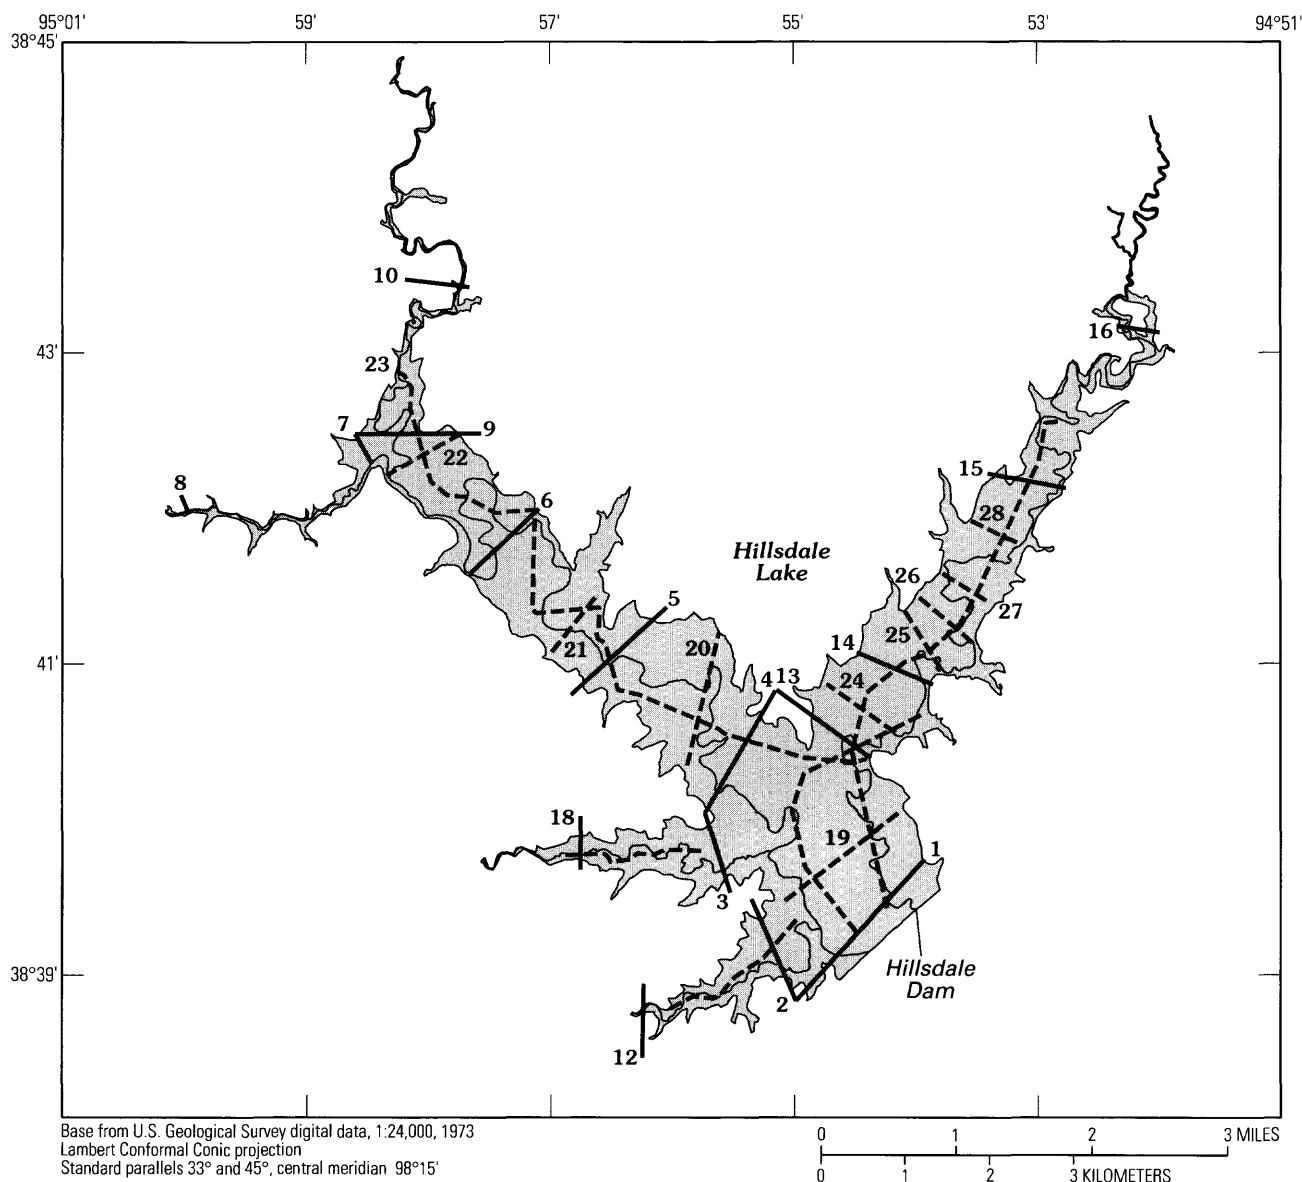 95°01' 59' 57' 55' 53' 94°51'
38°45'
10
16
43'
23
7 9
22
15
8
6
28
Hillsdale
Lake
26
5
27
25
20 14
21
41'
4 13
24
18
19
1
3
Hillsdale
Dam
38°39'
2
12
Base from U.S. Geological Survey digital data, 1:24,000, 1973
Lambert Conformal Conic projection
Standard parallels 33° and 45°, central meridian 98°15'
0 1 2 3 MILES
0 1 2 3 KILOMETERS